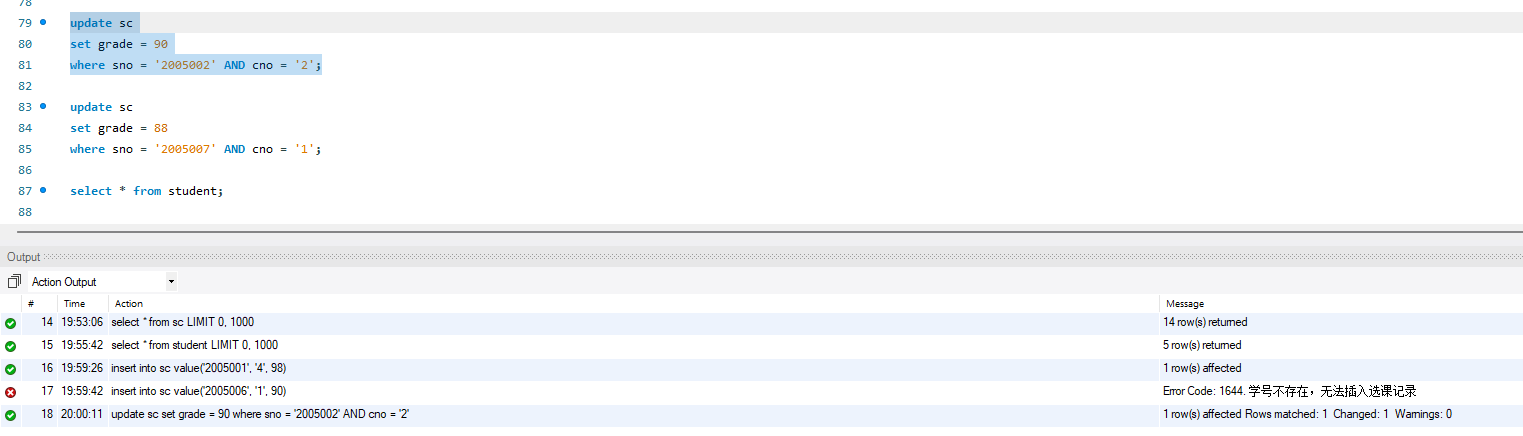 78
79 update sc
80 set grade = 90
81 where sno = '2005002' AND cno = '2';
82
83 update sc
84 set grade = 88
85 where sno = '2005007' AND cno = '1';
86
87 select * from student;
88
Output
Action Output
# Time Action Message
14 19:53:06 select * from sc LIMIT 0, 1000 14 row(s) returned
15 19:55:42 select * from student LIMIT 0, 1000 5 row(s) returned
16 19:59:26 insert into sc value('2005001', '4', 98) 1 row(s) affected
17 19:59:42 insert into sc value('2005006', '1', 90) Error Code: 1644. 学号不存在，无法插入选课记录
18 20:00:11 update sc set grade = 90 where sno = '2005002' AND cno = '2' 1 row(s) affected Rows matched: 1 Changed: 1 Warnings: 0